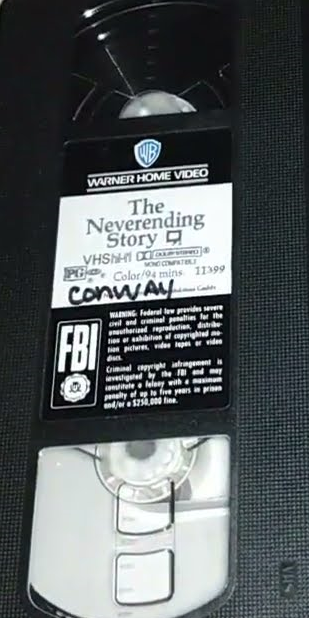 WB
WARNER HOME VIDEO
The
Neverending
Story
VHS hi-fi DOLBY STEREO ®
MONO COMPATIBLE
PG Color/94 mins 11399
CONWAY
FBI
WARNING: Federal law provides severe
civil and criminal penalties for the
unauthorized reproduction, distribu-
tion or exhibition of copyrighted mo-
tion pictures, video tapes or video
discs.
Criminal copyright infringement is
investigated by the FBI and may
constitute a felony with a maximum
penalty of up to five years in prison
and/or a $250,000 fine.
VHS